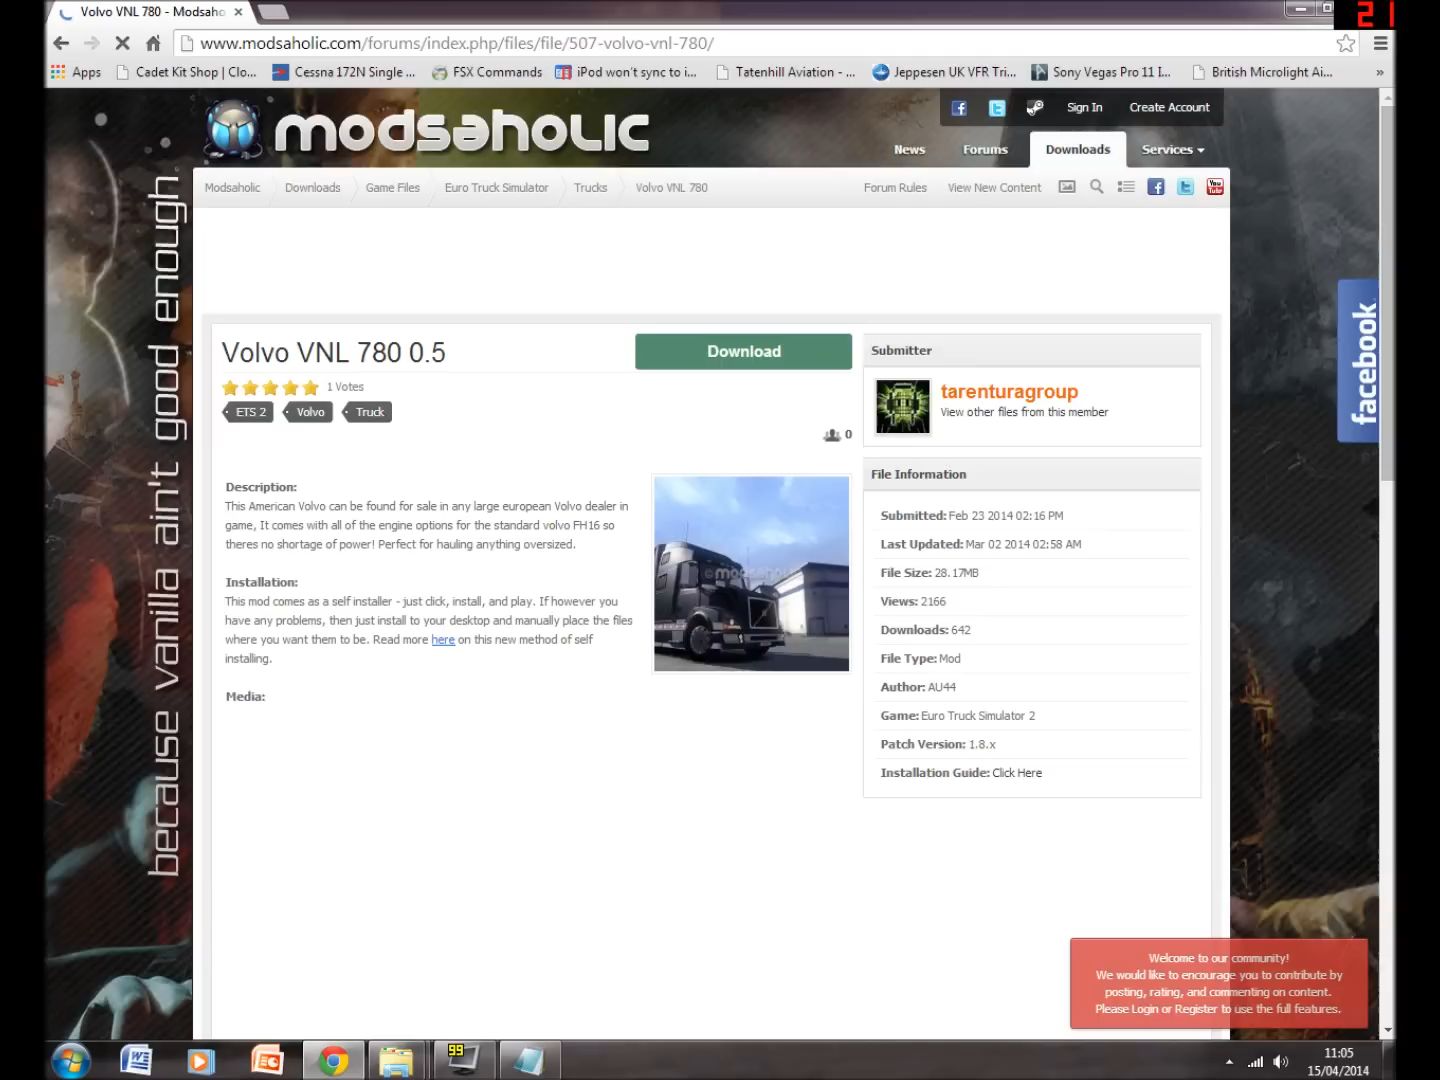 Volvo VNL 780 - Modsaho
21
www.modsaholic.com/forums/index.php/files/file/507-volvo-vnl-780/
Apps
Cadet Kit Shop | Clo...
Cessna 172N Single ...
FSX Commands
iPod won't sync to i...
Tatenhill Aviation - ...
Jeppesen UK VFR Tri...
Sony Vegas Pro 11 I...
British Microlight Ai...
»
modsaholic
Sign In
Create Account
News
Forums
Downloads
Services
Modsaholic
Downloads
Game Files
Euro Truck Simulator
Trucks
Volvo VNL 780
Forum Rules
View New Content
You Tube
because vanilla ain't good enough.
facebook
Volvo VNL 780 0.5
Download
1 Votes
ETS 2
Volvo
Truck
0
Description:
This American Volvo can be found for sale in any large european Volvo dealer in
game, It comes with all of the engine options for the standard volvo FH16 so
theres no shortage of power! Perfect for hauling anything oversized.
Installation:
This mod comes as a self installer - just click, install, and play. If however you
have any problems, then just install to your desktop and manually place the files
where you want them to be. Read more here on this new method of self
installing.
Media:
modsaholic
Submitter
tarenturagroup
View other files from this member
File Information
Submitted: Feb 23 2014 02:16 PM
Last Updated: Mar 02 2014 02:58 AM
File Size: 28.17MB
Views: 2166
Downloads: 642
File Type: Mod
Author: AU44
Game: Euro Truck Simulator 2
Patch Version: 1.8.x
Installation Guide: Click Here
Welcome to our community!
We would like to encourage you to contribute by
posting, rating, and commenting on content.
Please Login or Register to use the full features.
99
11:05
15/04/2014